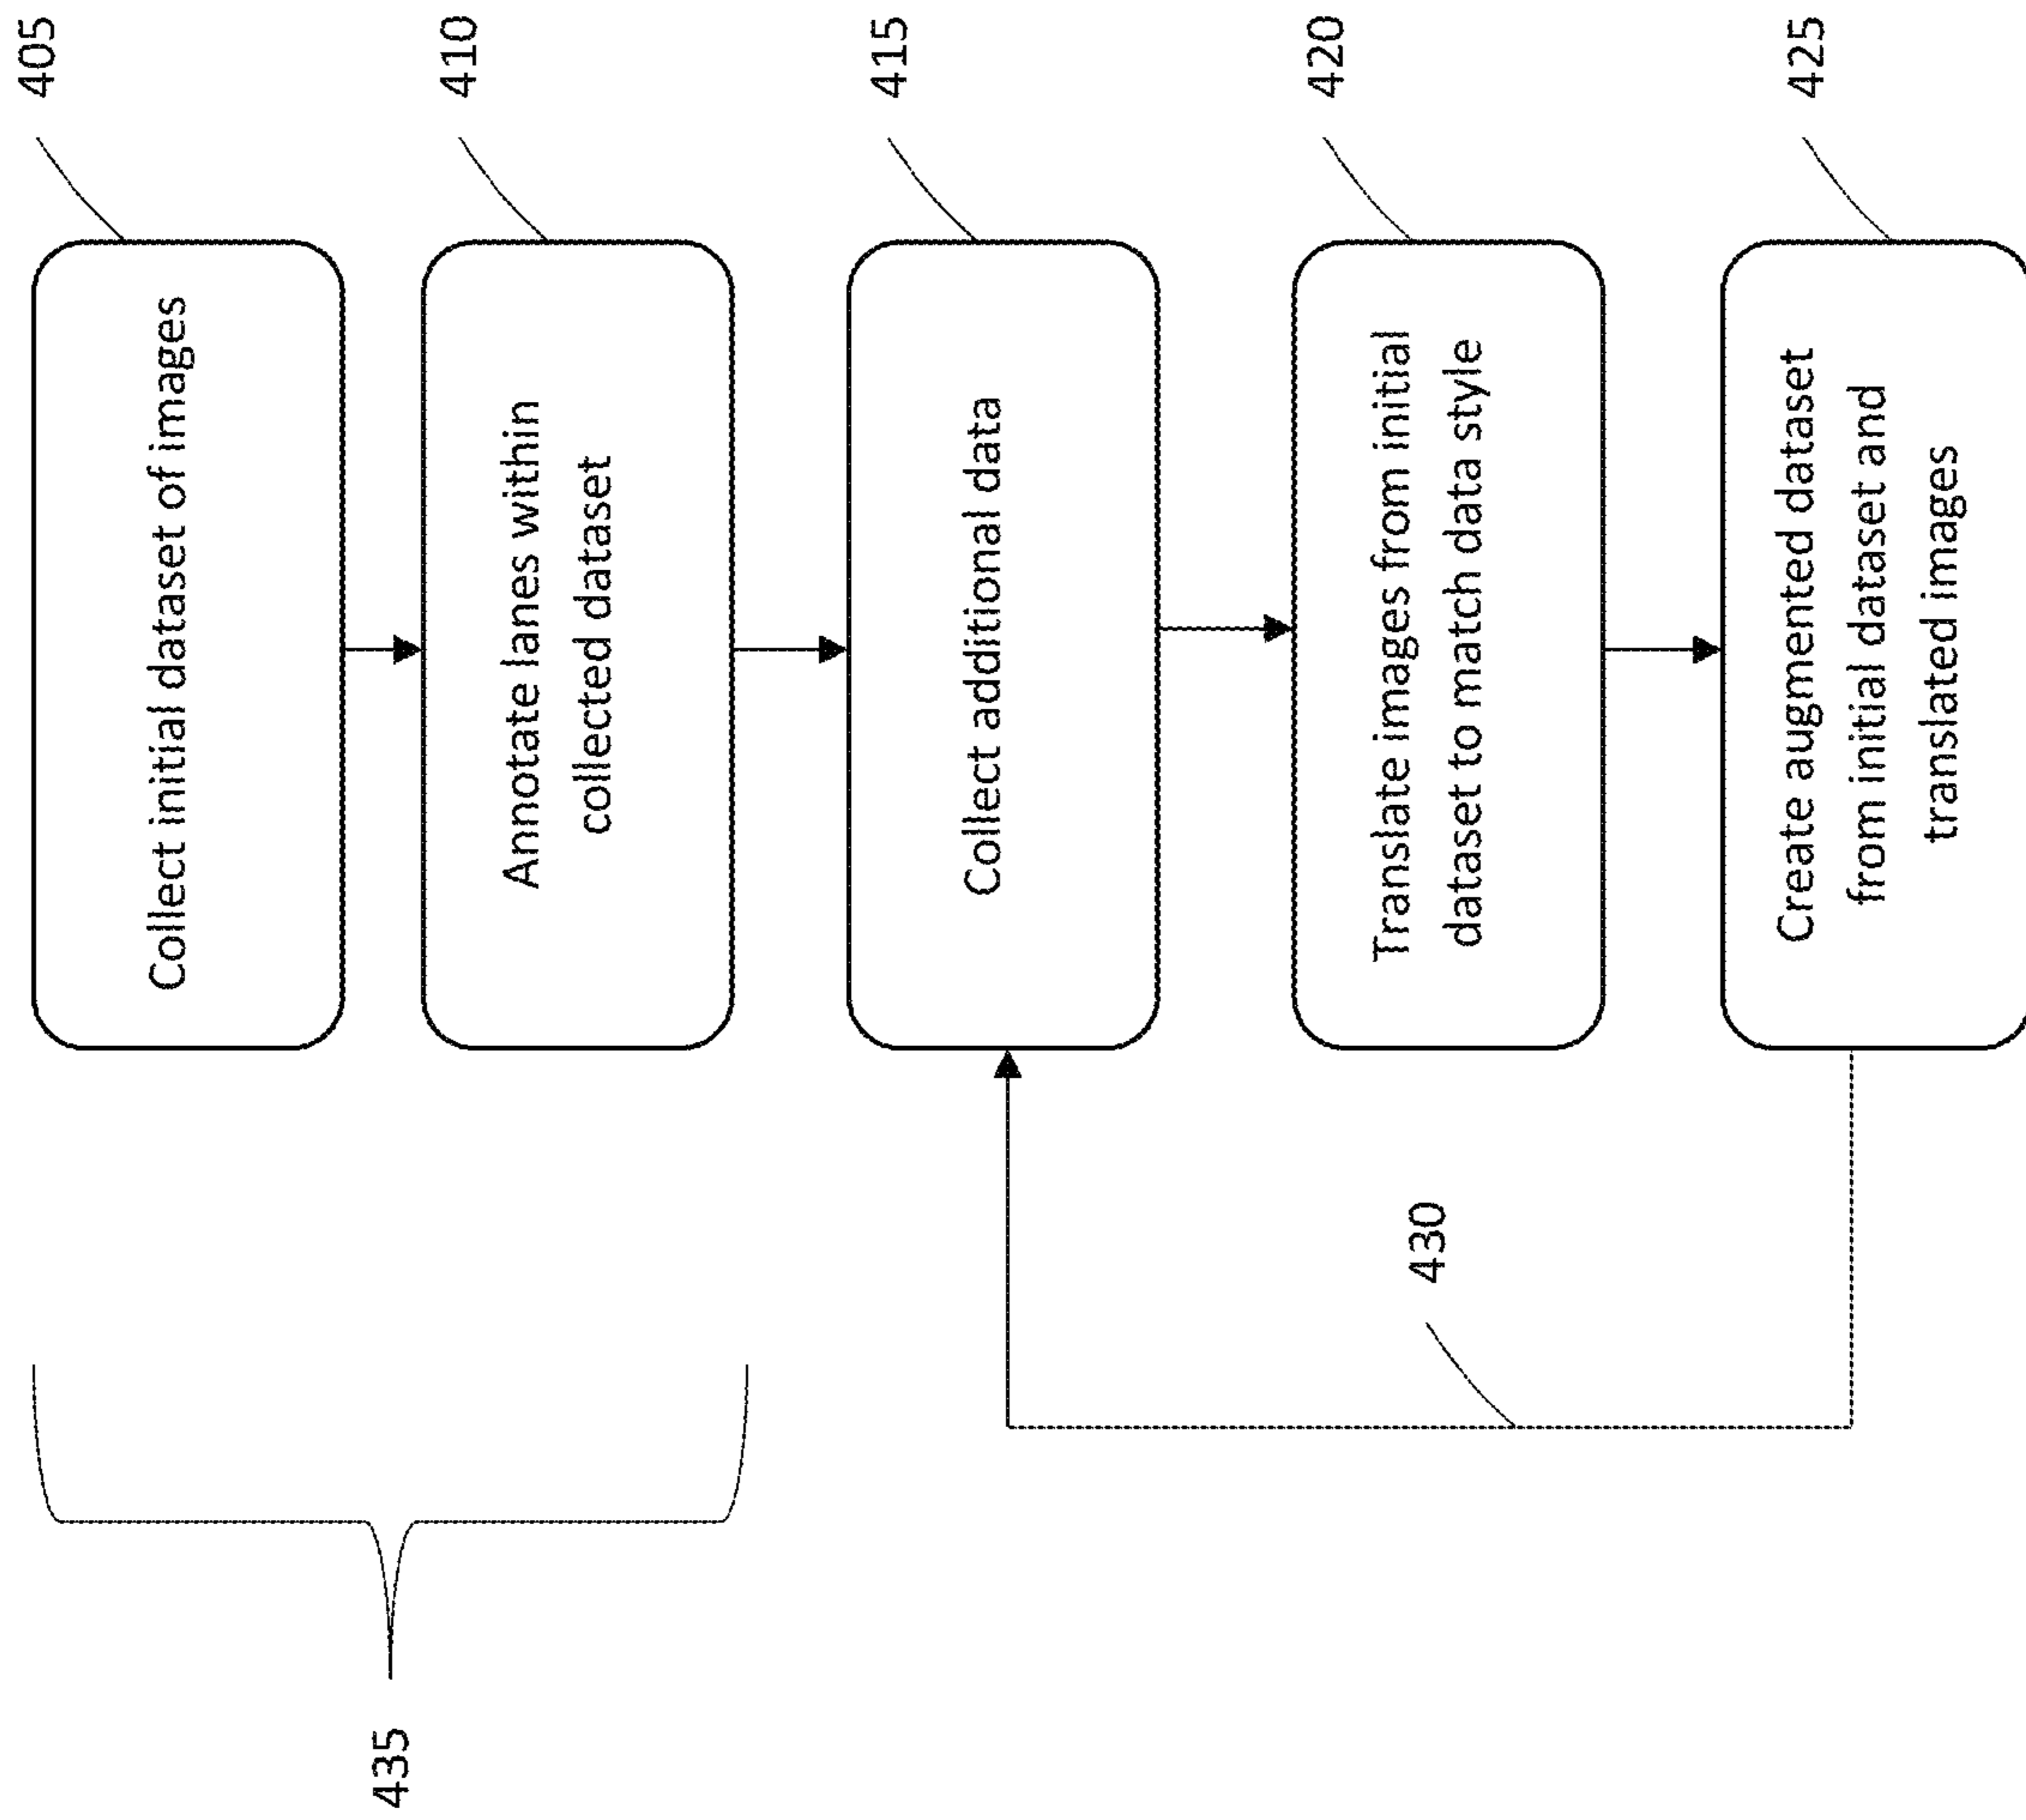 405
Collect initial dataset of images
410
Annotate lanes within
collected dataset
415
Collect additional data
420
Translate images from initial
dataset to match data style
425
Create augmented dataset
from initial dataset and
translated images
430
435